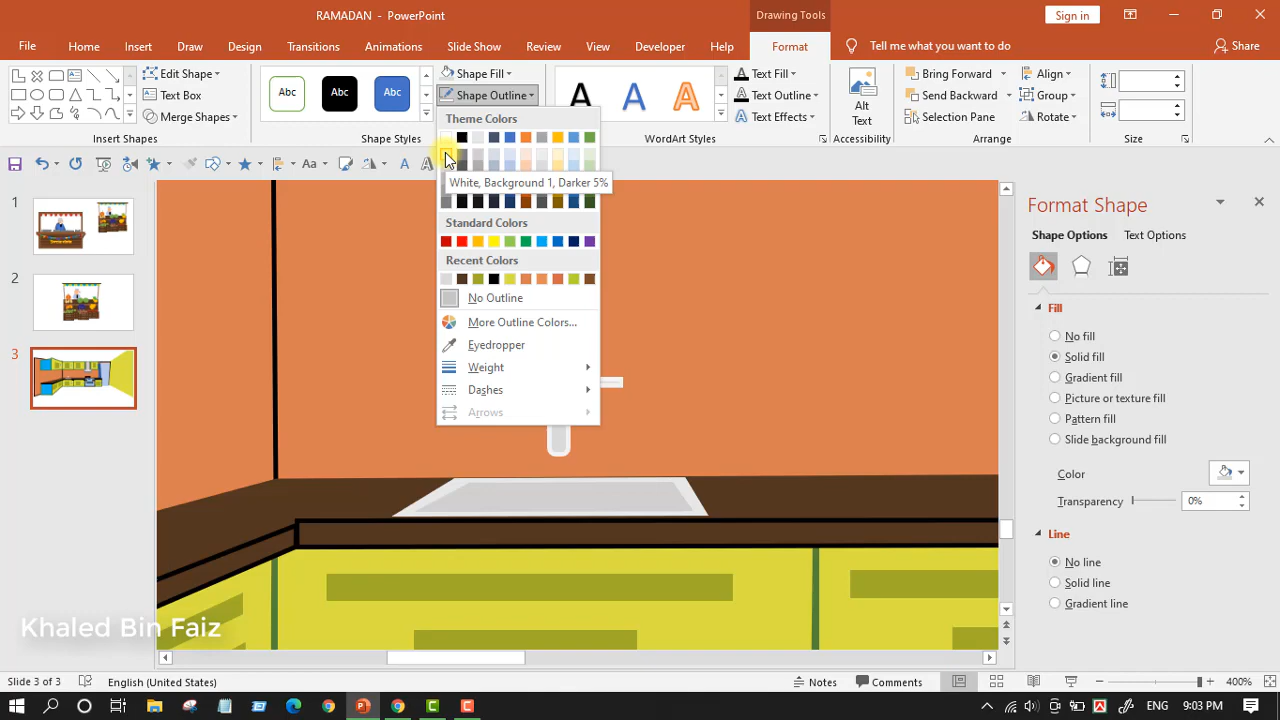 RAMADAN - PowerPoint
Drawing Tools
Sign in
File
Home
Insert
Draw
Design
Transitions
Animations
Slide Show
Review
View
Developer
Help
Format
Tell me what you want to do
Share
Edit Shape
Text Box
Merge Shapes
Insert Shapes
Abc
Abc
Abc
Shape Fill
Shape Outline
Shape Styles
A
A
A
Text Fill
Text Outline
Text Effects
WordArt Styles
Alt
Text
Accessibility
Bring Forward
Send Backward
Selection Pane
Align
Group
Rotate
Theme Colors
White, Background 1, Darker 5%
Standard Colors
Recent Colors
No Outline
More Outline Colors...
Eyedropper
Weight
Dashes
Arrows
1
2
3
Format Shape
Shape Options
Text Options
Fill
No fill
Solid fill
Gradient fill
Picture or texture fill
Pattern fill
Slide background fill
Color
Transparency
0%
Line
No line
Solid line
Gradient line
Khaled Bin Faiz
Slide 3 of 3
English (United States)
Notes
Comments
400%
ENG
9:03 PM